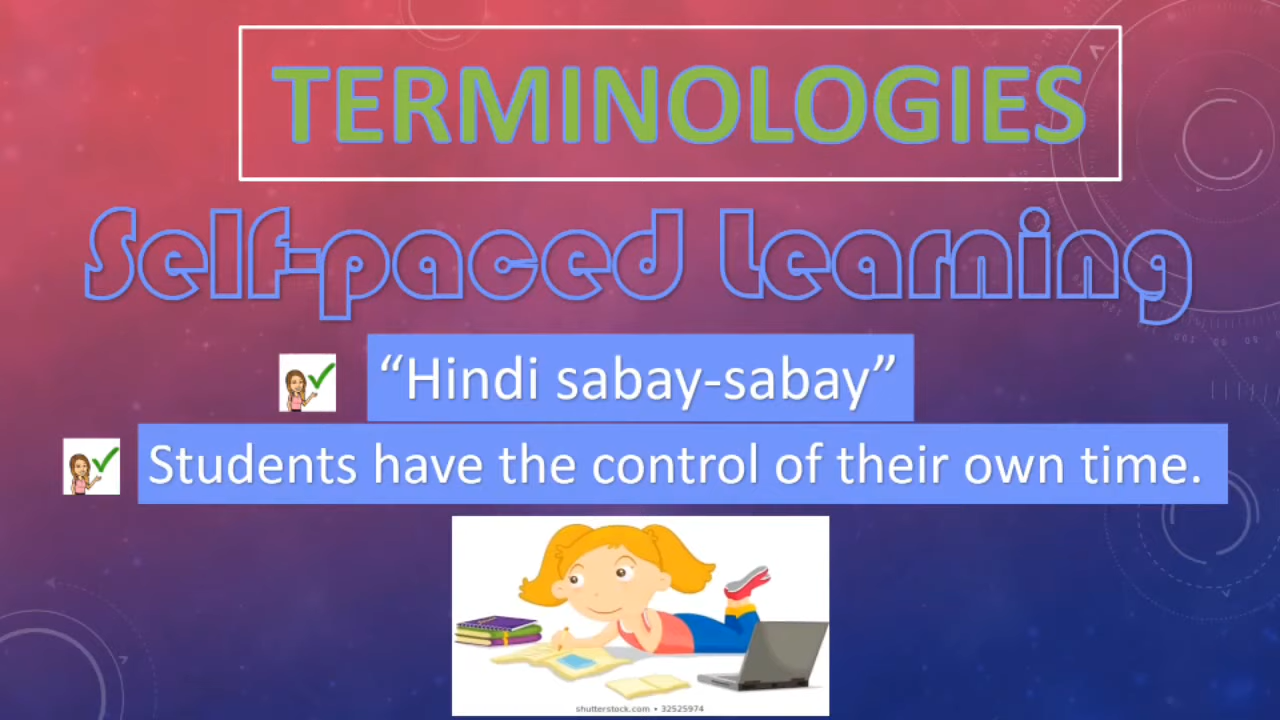 TERMINOLOGIES
Self-paced Learning
“Hindi sabay-sabay”
Students have the control of their own time.
shutterstock.com • 32525974